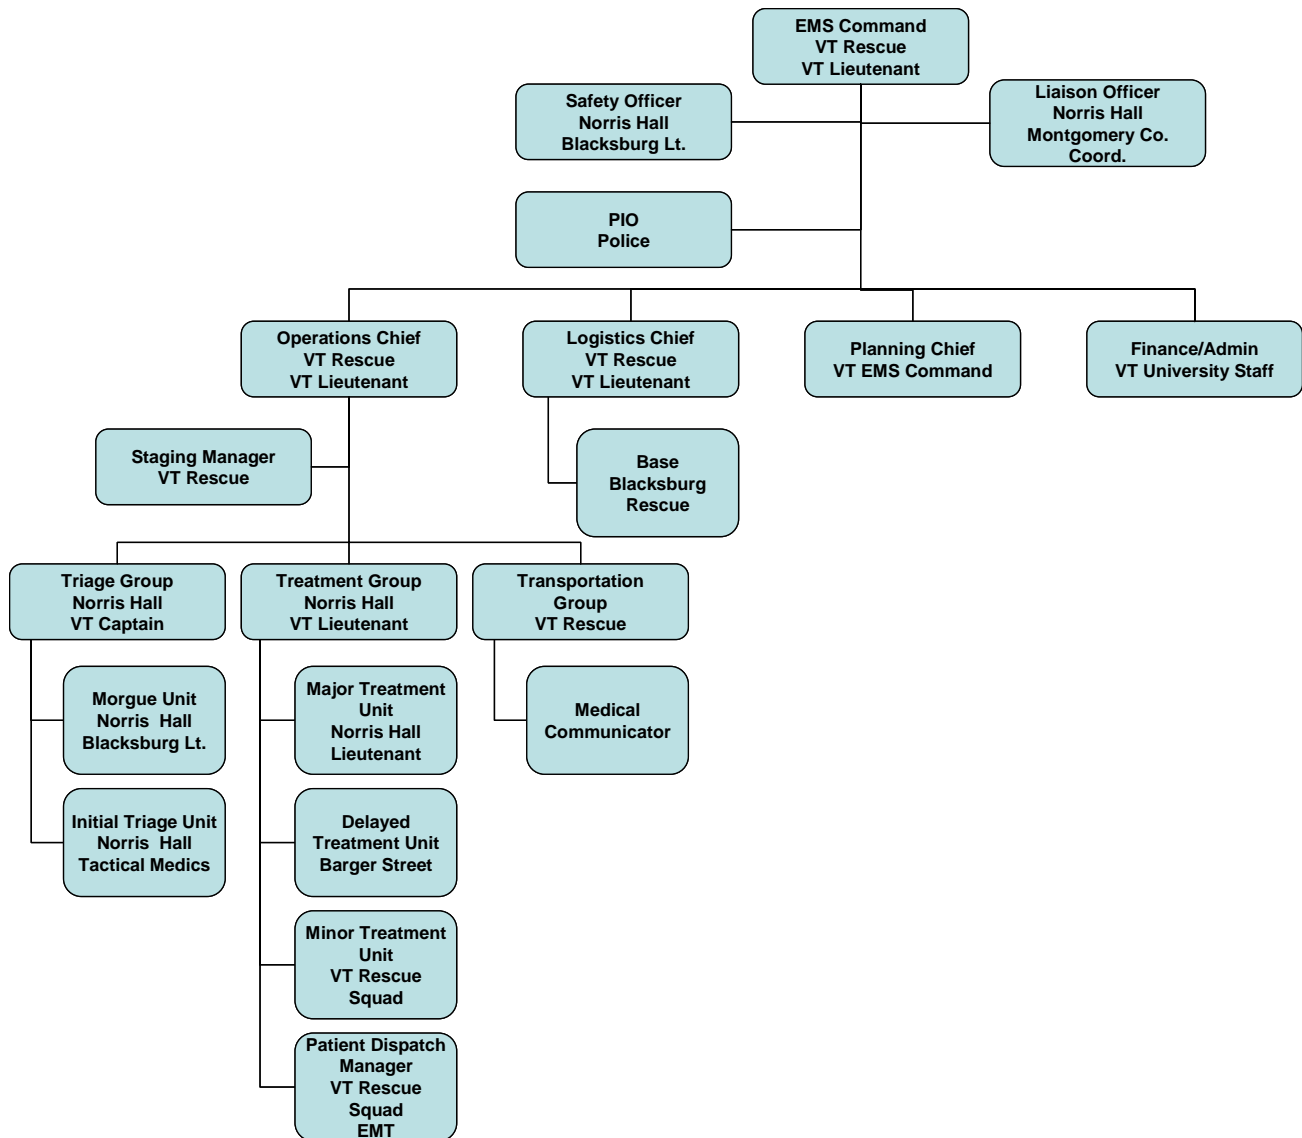 EMS Command
VT Rescue
VT Lieutenant
Safety Officer
Norris Hall
Blacksburg Lt.
Liaison Officer
Norris Hall
Montgomery Co.
Coord.
PIO
Police
Operations Chief
VT Rescue
VT Lieutenant
Logistics Chief
VT Rescue
VT Lieutenant
Planning Chief
VT EMS Command
Finance/Admin
VT University Staff
Staging Manager
VT Rescue
Base
Blacksburg
Rescue
Triage Group
Norris Hall
VT Captain
Treatment Group
Norris Hall
VT Lieutenant
Transportation
Group
VT Rescue
Morgue Unit
Norris Hall
Blacksburg Lt.
Major Treatment
Unit
Norris Hall
Lieutenant
Medical
Communicator
Initial Triage Unit
Norris Hall
Tactical Medics
Delayed
Treatment Unit
Barger Street
Minor Treatment
Unit
VT Rescue
Squad
Patient Dispatch
Manager
VT Rescue
Squad
EMT